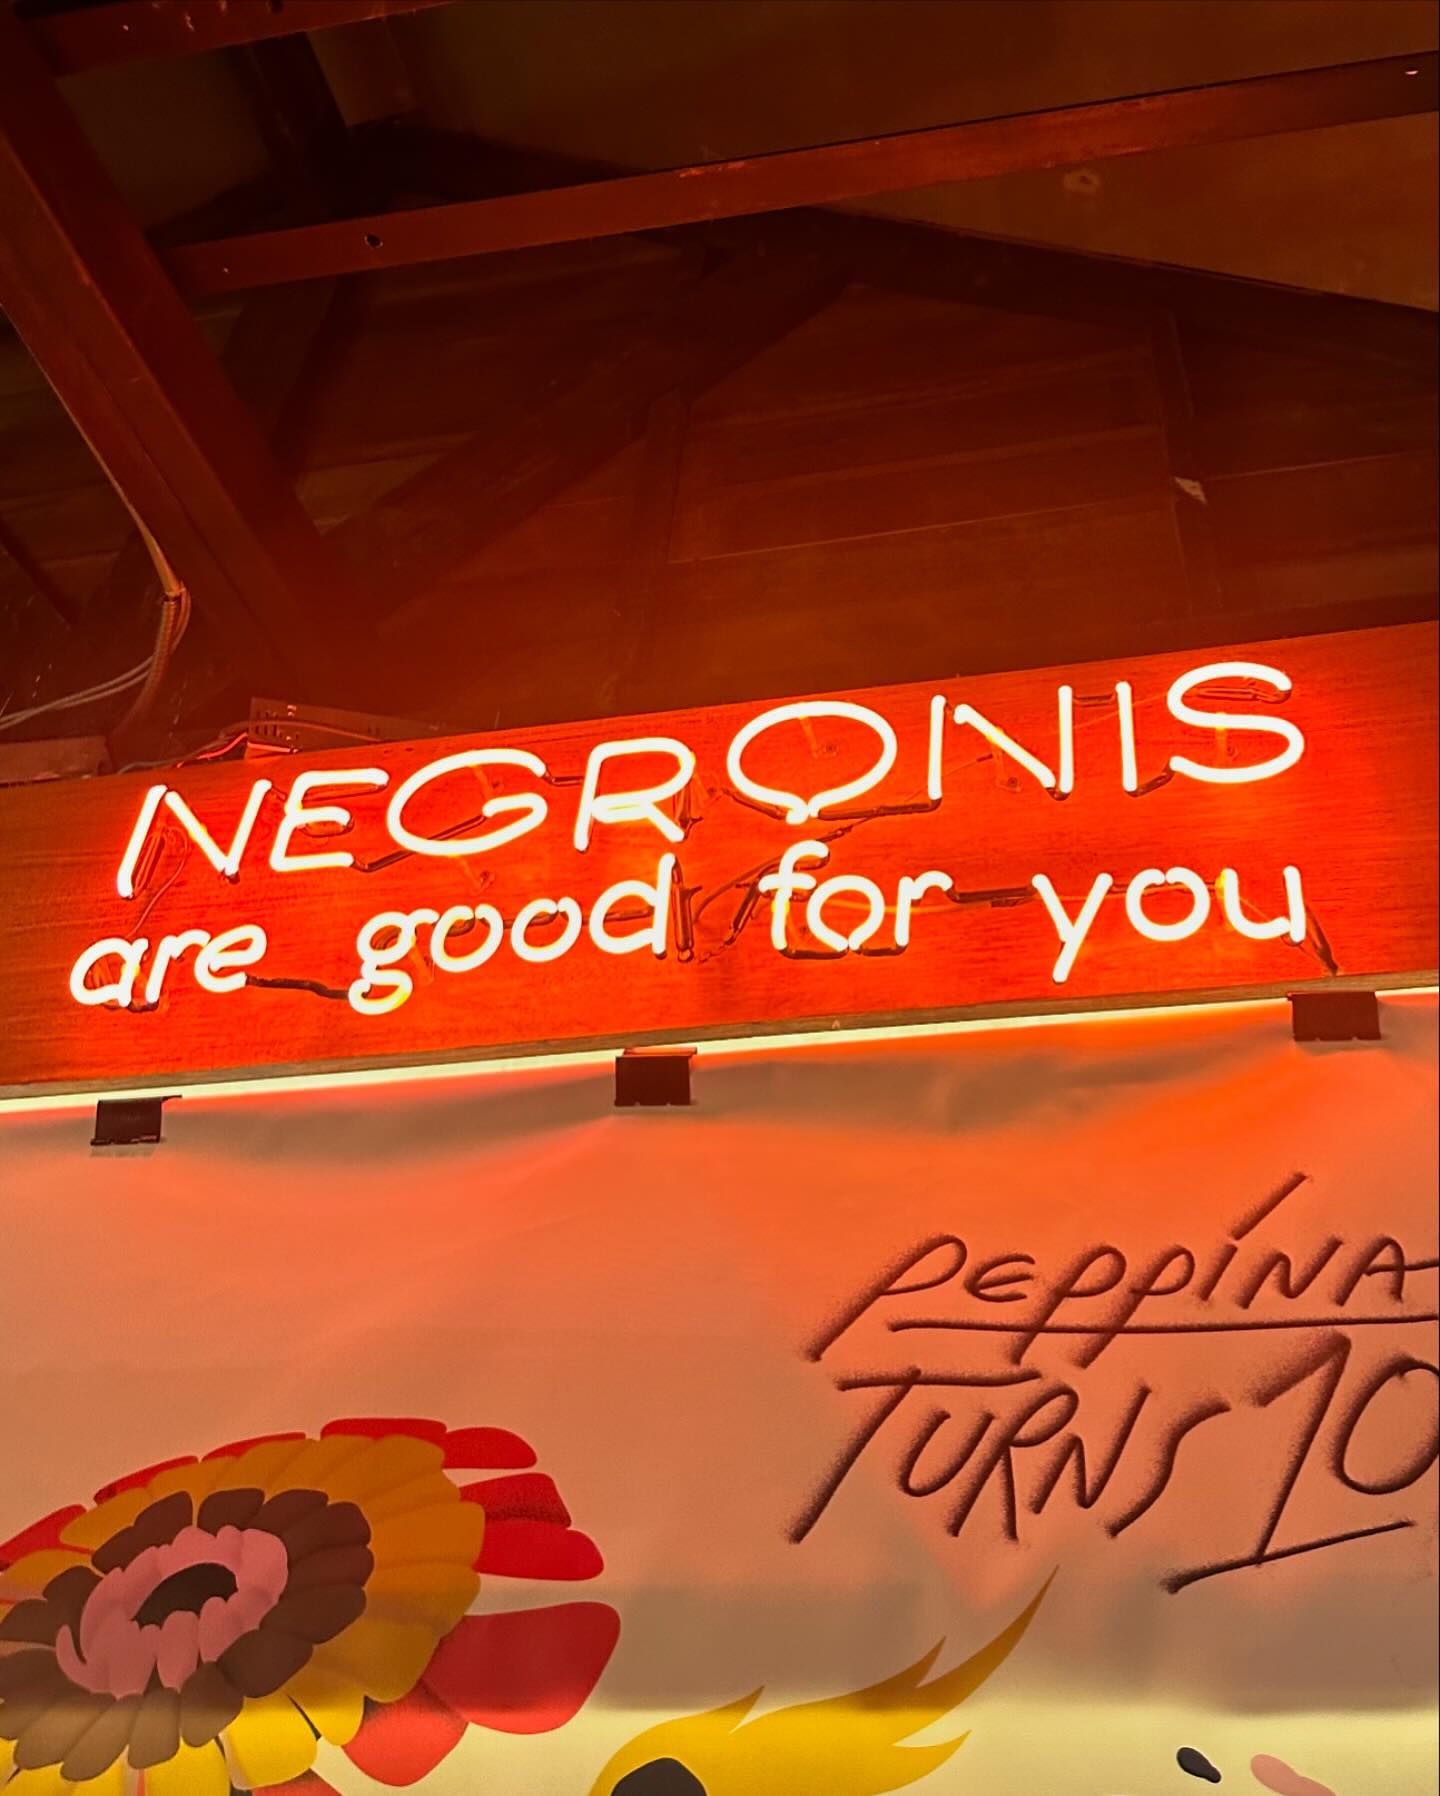 NEGRONIS
are good for you
PEPPINA
TURNS 10